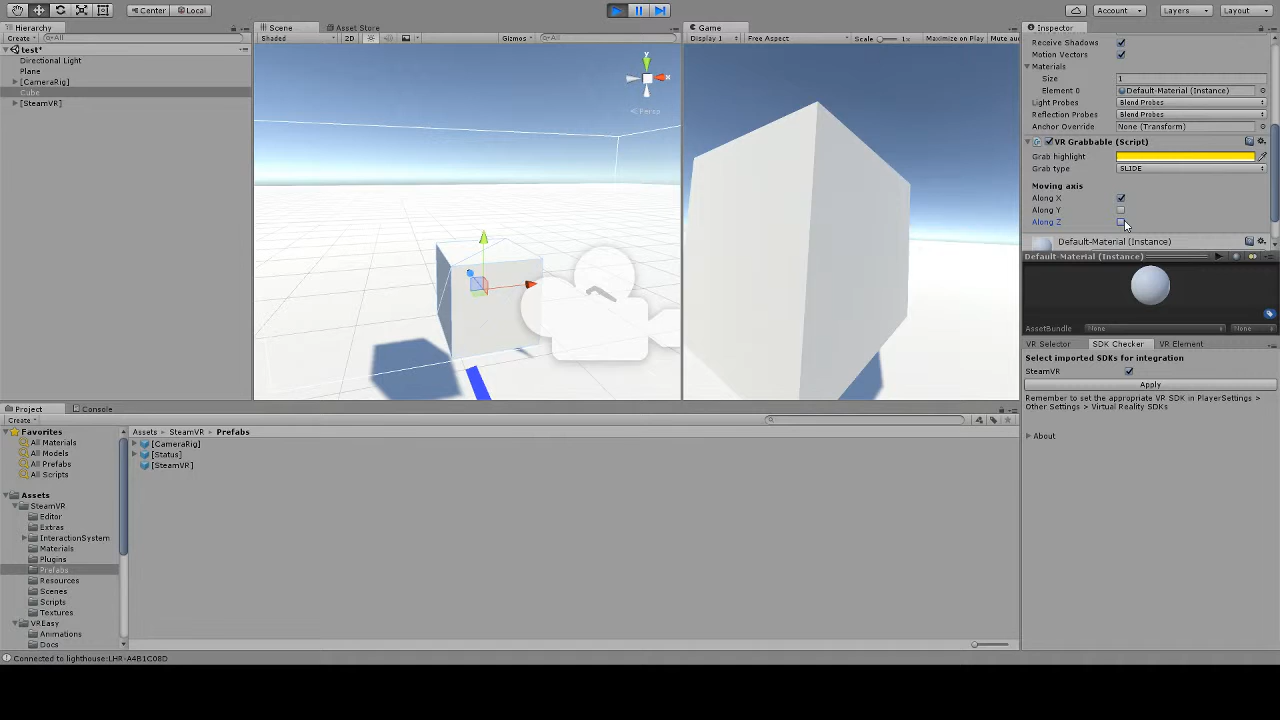 Center Local Account Layers Layout
Hierarchy Scene Asset Store Game Inspector
Create All Shaded 2D Gizmos All Display 1 Free Aspect Scale 1x Maximize on Play Mute au
test*
Directional Light
Plane
[CameraRig]
Cube
[SteamVR]
y
x
Persp
Receive Shadows
Motion Vectors
Materials
Size 1
Element 0 Default-Material (Instance)
Light Probes Blend Probes
Reflection Probes Blend Probes
Anchor Override None (Transform)
VR Grabbable (Script)
Grab highlight
Grab type SLIDE
Moving axis
Along X
Along Y
Along Z
Default-Material (Instance)
Default-Material (Instance)
AssetBundle None None
VR Selector SDK Checker VR Element
Select imported SDKs for integration
SteamVR
Apply
Remember to set the appropriate VR SDK in PlayerSettings >
Other Settings > Virtual Reality SDKs
About
Project Console
Create
Favorites
All Materials
All Models
All Prefabs
All Scripts
Assets
SteamVR
Editor
Extras
InteractionSystem
Materials
Plugins
Prefabs
Resources
Scenes
Scripts
Textures
VREasy
Animations
Docs
Assets > SteamVR > Prefabs
[CameraRig]
[Status]
[SteamVR]
Connected to lighthouse:LHR-A4B1C08D